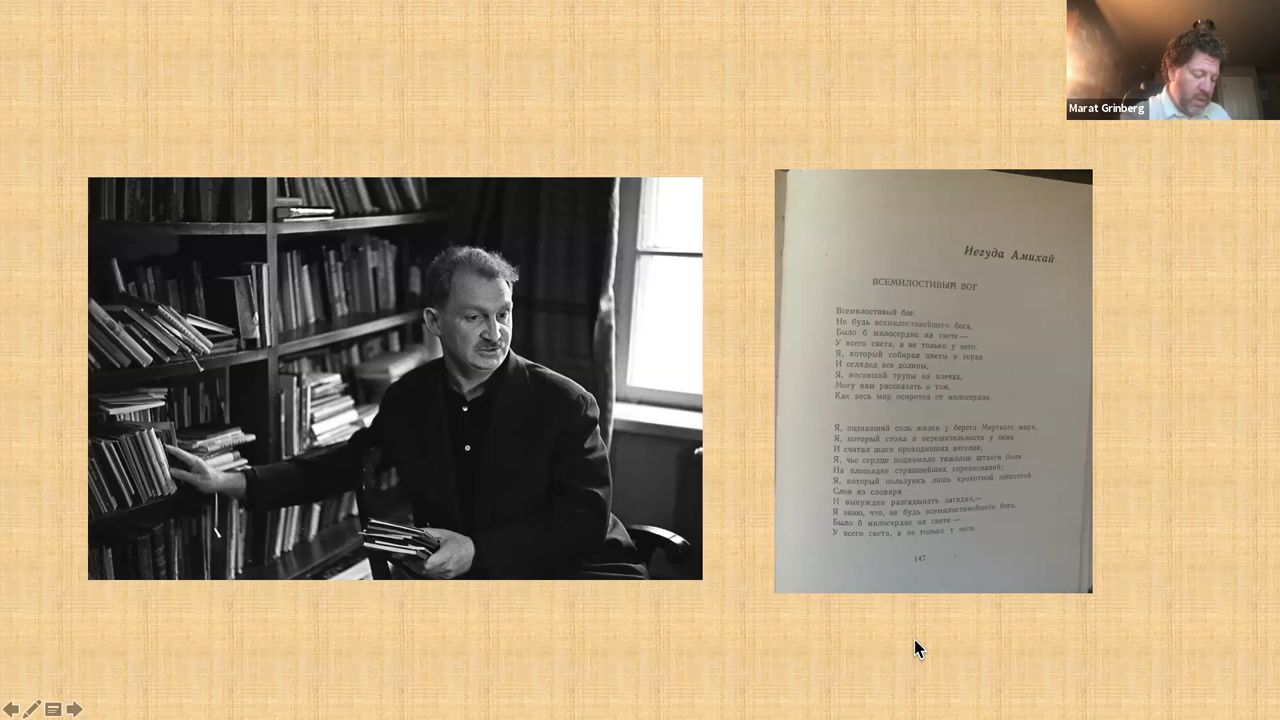 Marat Grinberg
Иегуда Амихай
ВСЕМИЛОСТИВЫЙ БОГ
Всемилостивый бог.
Не будь всемилостивейшего бога,
Было б милосердие на свете —
У всего света, а не только у него.
Я, который собирал цветы в горах
И оглядел все долины,
Я, носивший трупы на плечах,
Могу вам рассказать о том,
Как весь мир осиротел от милосердия.
Я, познавший соль жизни у берега Мертвого моря,
Я, который стоял в нерешительности у окна
И считал шаги проходивших ангелов;
Я, чье сердце поднимало тяжелые штанги боли
На площадке страшнейших соревнований,
Я, который пользуюсь лишь крохотной щепоткой
Слов из словаря
И вынужден разгадывать загадки,—
Я знаю, что, не будь всемилостивейшего бога,
Было б милосердие на свете —
У всего света, а не только у него.
147